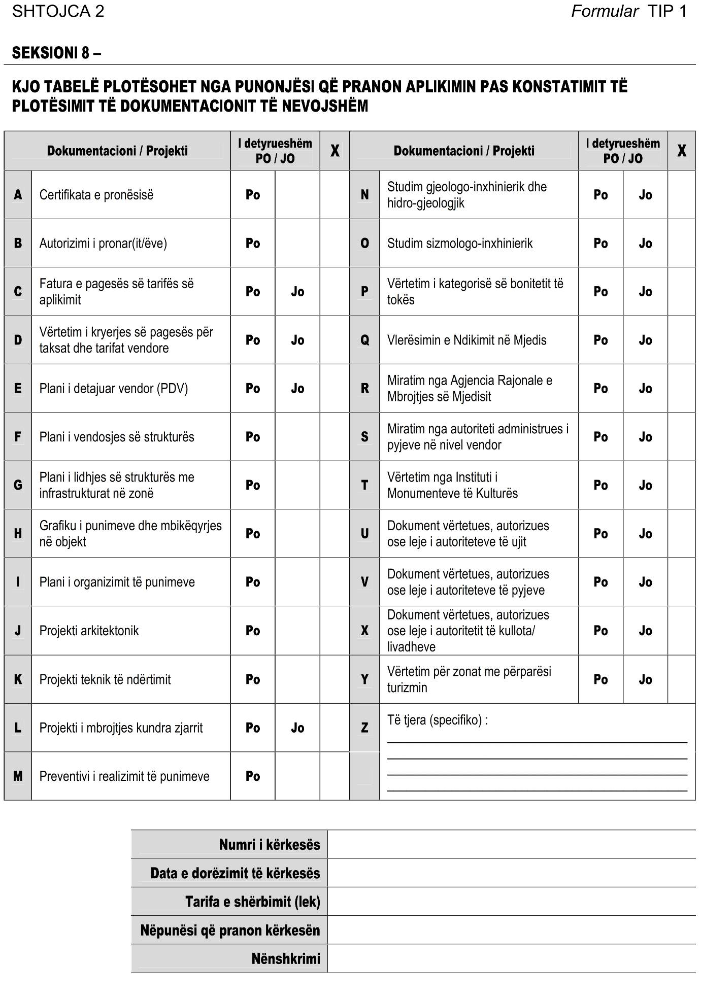 SHTOJCA 2 Formular TIP 1
SEKSIONI 8 –
KJO TABELË PLOTËSOHET NGA PUNONJËSI QË PRANON APLIKIMIN PAS KONSTATIMIT TË
PLOTËSIMIT TË DOKUMENTACIONIT TË NEVOJSHËM
Dokumentacioni / Projekti
I detyrueshëm
PO / JO
X
Dokumentacioni / Projekti
I detyrueshëm
PO / JO
X
A Certifikata e pronësisë Po
N Studim gjeologo-inxhinierik dhe
hidro-gjeologjik Po Jo
B Autorizimi i pronar(it/ëve) Po
O Studim sizmologo-inxhinierik Po Jo
C Fatura e pagesës së tarifës së
aplikimit Po Jo
P Vërtetim i kategorisë së bonitetit të
tokës Po Jo
D Vërtetim i kryerjes së pagesës për
taksat dhe tarifat vendore Po Jo
Q Vlerësimin e Ndikimit në Mjedis Po Jo
E Plani i detajuar vendor (PDV) Po Jo
R Miratim nga Agjencia Rajonale e
Mbrojtjes së Mjedisit Po Jo
F Plani i vendosjes së strukturës Po
S Miratim nga autoriteti administrues i
pyjeve në nivel vendor Po Jo
G Plani i lidhjes së strukturës me
infrastrukturat në zonë Po
T Vërtetim nga Instituti i
Monumenteve të Kulturës Po Jo
H Grafiku i punimeve dhe mbikëqyrjes
në objekt Po
U Dokument vërtetues, autorizues
ose leje i autoriteteve të ujit Po Jo
I Plani i organizimit të punimeve Po
V Dokument vërtetues, autorizues
ose leje i autoriteteve të pyjeve Po Jo
J Projekti arkitektonik Po
X Dokument vërtetues, autorizues
ose leje i autoritetit të kullota/
livadheve Po Jo
K Projekti teknik të ndërtimit Po
Y Vërtetim për zonat me përparësi
turizmin Po Jo
L Projekti i mbrojtjes kundra zjarrit Po Jo
Z Të tjera (specifiko) :
M Preventivi i realizimit të punimeve Po
Numri i kërkesës
Data e dorëzimit të kërkesës
Tarifa e shërbimit (lek)
Nëpunësi që pranon kërkesën
Nënshkrimi